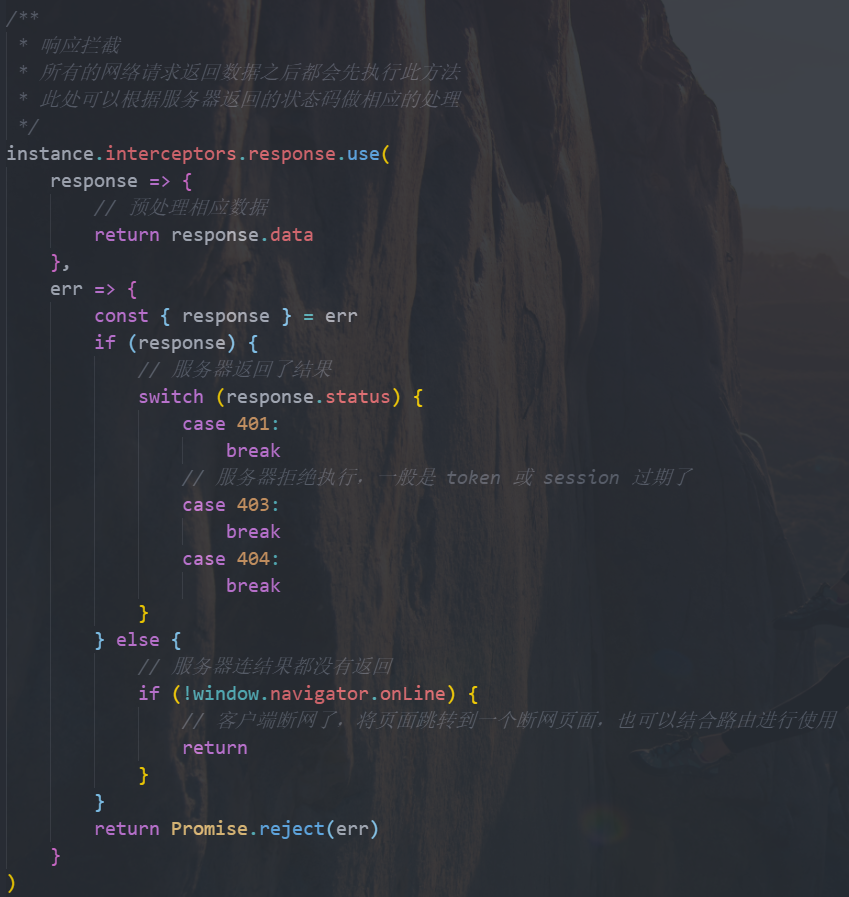 /**
 * 响应拦截
 * 所有的网络请求返回数据之后都会先执行此方法
 * 此处可以根据服务器返回的状态码做相应的处理
 */
instance.interceptors.response.use(
    response => {
        // 预处理相应数据
        return response.data
    },
    err => {
        const { response } = err
        if (response) {
            // 服务器返回了结果
            switch (response.status) {
                case 401:
                    break
                // 服务器拒绝执行，一般是 token 或 session 过期了
                case 403:
                    break
                case 404:
                    break
            }
        } else {
            // 服务器连结果都没有返回
            if (!window.navigator.onLine) {
                // 客户端断网了，将页面跳转到一个断网页面，也可以结合路由进行使用
                return
            }
        }
        return Promise.reject(err)
    }
)